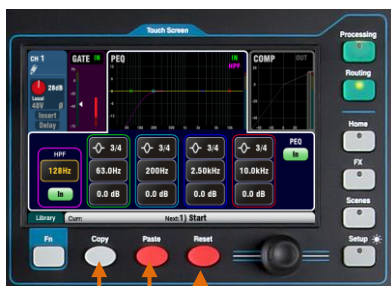 Touch Screen
Processing
Routing
Home
FX
Scenes
Setup
CH 1
GATE IN
PEQ
IN
HPF
COMP
OUT
28dB
Level
48V Ø
Insert
Delay
HPF
128Hz
In
3/4
63.0Hz
0.0 dB
3/4
200Hz
0.0 dB
3/4
2.50kHz
0.0 dB
3/4
10.0kHz
0.0 dB
PEQ
In
Library
Curr:
Next:1) Start
Fn
Copy
Paste
Reset